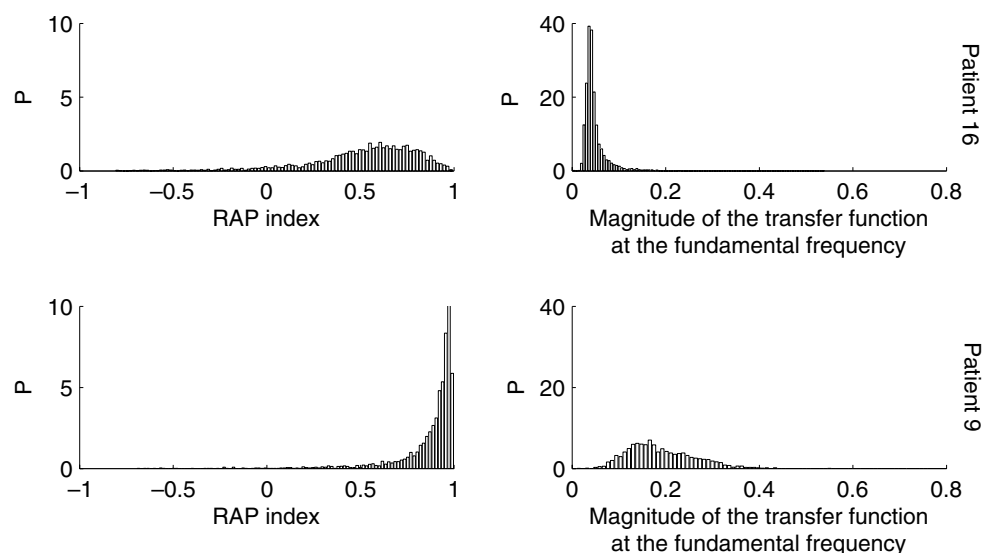 10
5
0
P
−1
−0.5
0
0.5
1
RAP index
40
20
0
P
0
0.2
0.4
0.6
0.8
Magnitude of the transfer function
at the fundamental frequency
Patient 16
10
5
0
P
−1
−0.5
0
0.5
1
RAP index
40
20
0
P
0
0.2
0.4
0.6
0.8
Magnitude of the transfer function
at the fundamental frequency
Patient 9